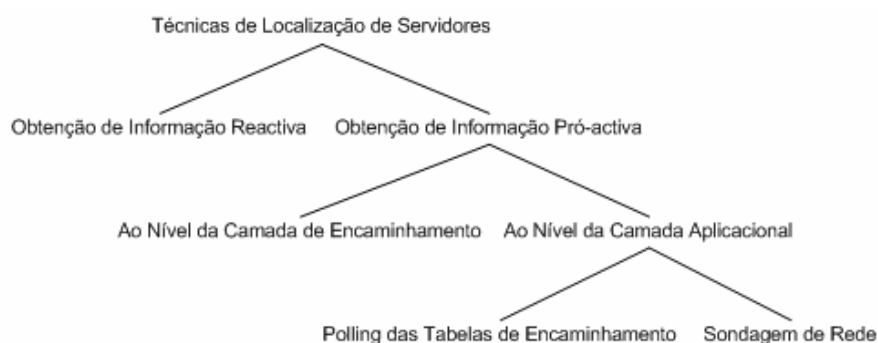 Técnicas de Localização de Servidores
Obtenção de Informação Reactiva
Obtenção de Informação Pró-activa
Ao Nível da Camada de Encaminhamento
Ao Nível da Camada Aplicacional
Polling das Tabelas de Encaminhamento
Sondagem de Rede